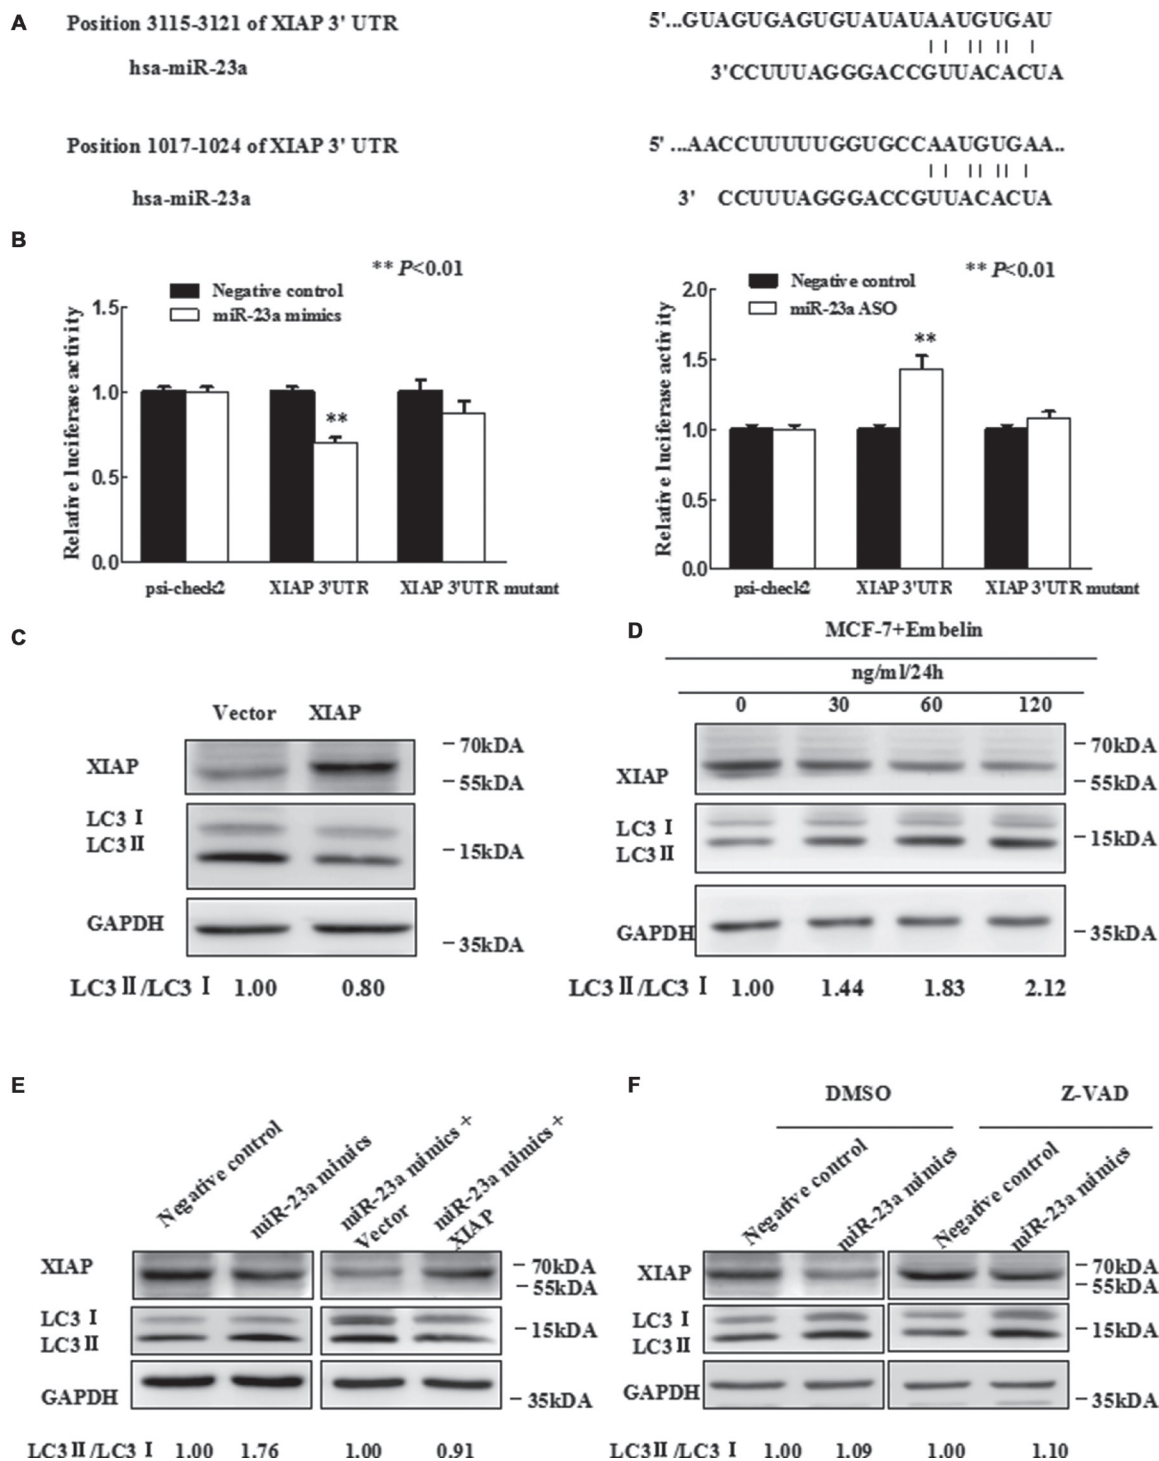 A
Position 3115-3121 of XIAP 3' UTR
5'...GUAGUGAGUGUAUAUAAUGUGAU
hsa-miR-23a
3'CCUUUAGGGACCGUUACACUA
Position 1017-1024 of XIAP 3' UTR
5' ...AACCUUUUUGGUGCCAAUGUGAA..
hsa-miR-23a
3' CCUUUAGGGACCGUUACACUA
B
** P<0.01
Negative control
miR-23a mimics
Relative luciferase activity
1.5
1.0
0.5
0.0
**
psi-check2
XIAP 3'UTR
XIAP 3'UTR mutant
** P<0.01
Negative control
miR-23a ASO
Relative luciferase activity
2.0
1.5
1.0
0.5
0.0
**
psi-check2
XIAP 3'UTR
XIAP 3'UTR mutant
C
Vector XIAP
XIAP
70kDA
55kDA
LC3 I
LC3 II
15kDA
GAPDH
35kDA
LC3 II/LC3 I 1.00 0.80
D
MCF-7+Embelin
ng/ml/24h
0 30 60 120
XIAP
70kDA
55kDA
LC3 I
LC3 II
15kDA
GAPDH
35kDA
LC3 II/LC3 I 1.00 1.44 1.83 2.12
E
Negative control
miR-23a mimics
miR-23a mimics +
Vector
miR-23a mimics +
XIAP
XIAP
70kDA
55kDA
LC3 I
LC3 II
15kDA
GAPDH
35kDA
LC3 II/LC3 I 1.00 1.76 1.00 0.91
F
DMSO Z-VAD
Negative control
miR-23a mimics
Negative control
miR-23a mimics
XIAP
70kDA
55kDA
LC3 I
LC3 II
15kDA
GAPDH
35kDA
LC3 II/LC3 I 1.00 1.09 1.00 1.10